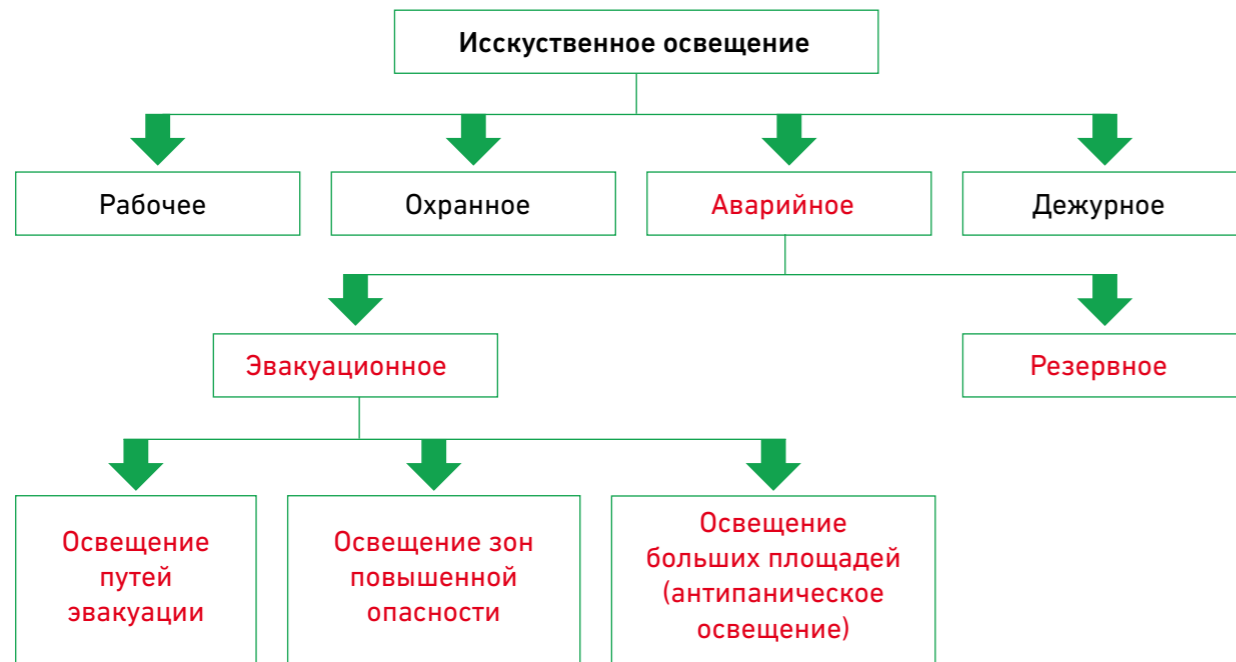 Исскуственное освещение
Рабочее
Охранное
Аварийное
Дежурное
Эвакуационное
Резервное
Освещение
путей
эвакуации
Освещение зон
повышенной
опасности
Освещение
больших площадей
(антипаническое
освещение)